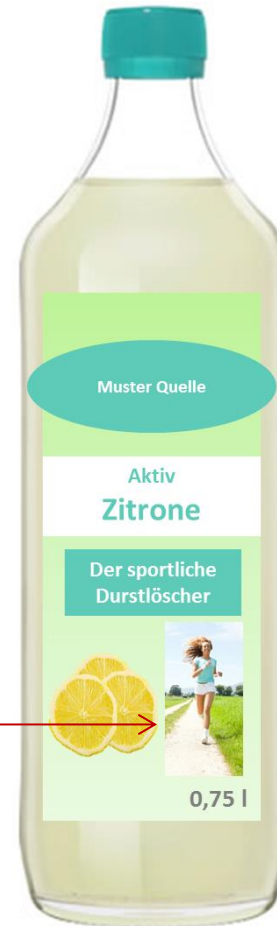 Muster Quelle
Aktiv
Zitrone
Der sportliche
Durstlöscher
0,75 l